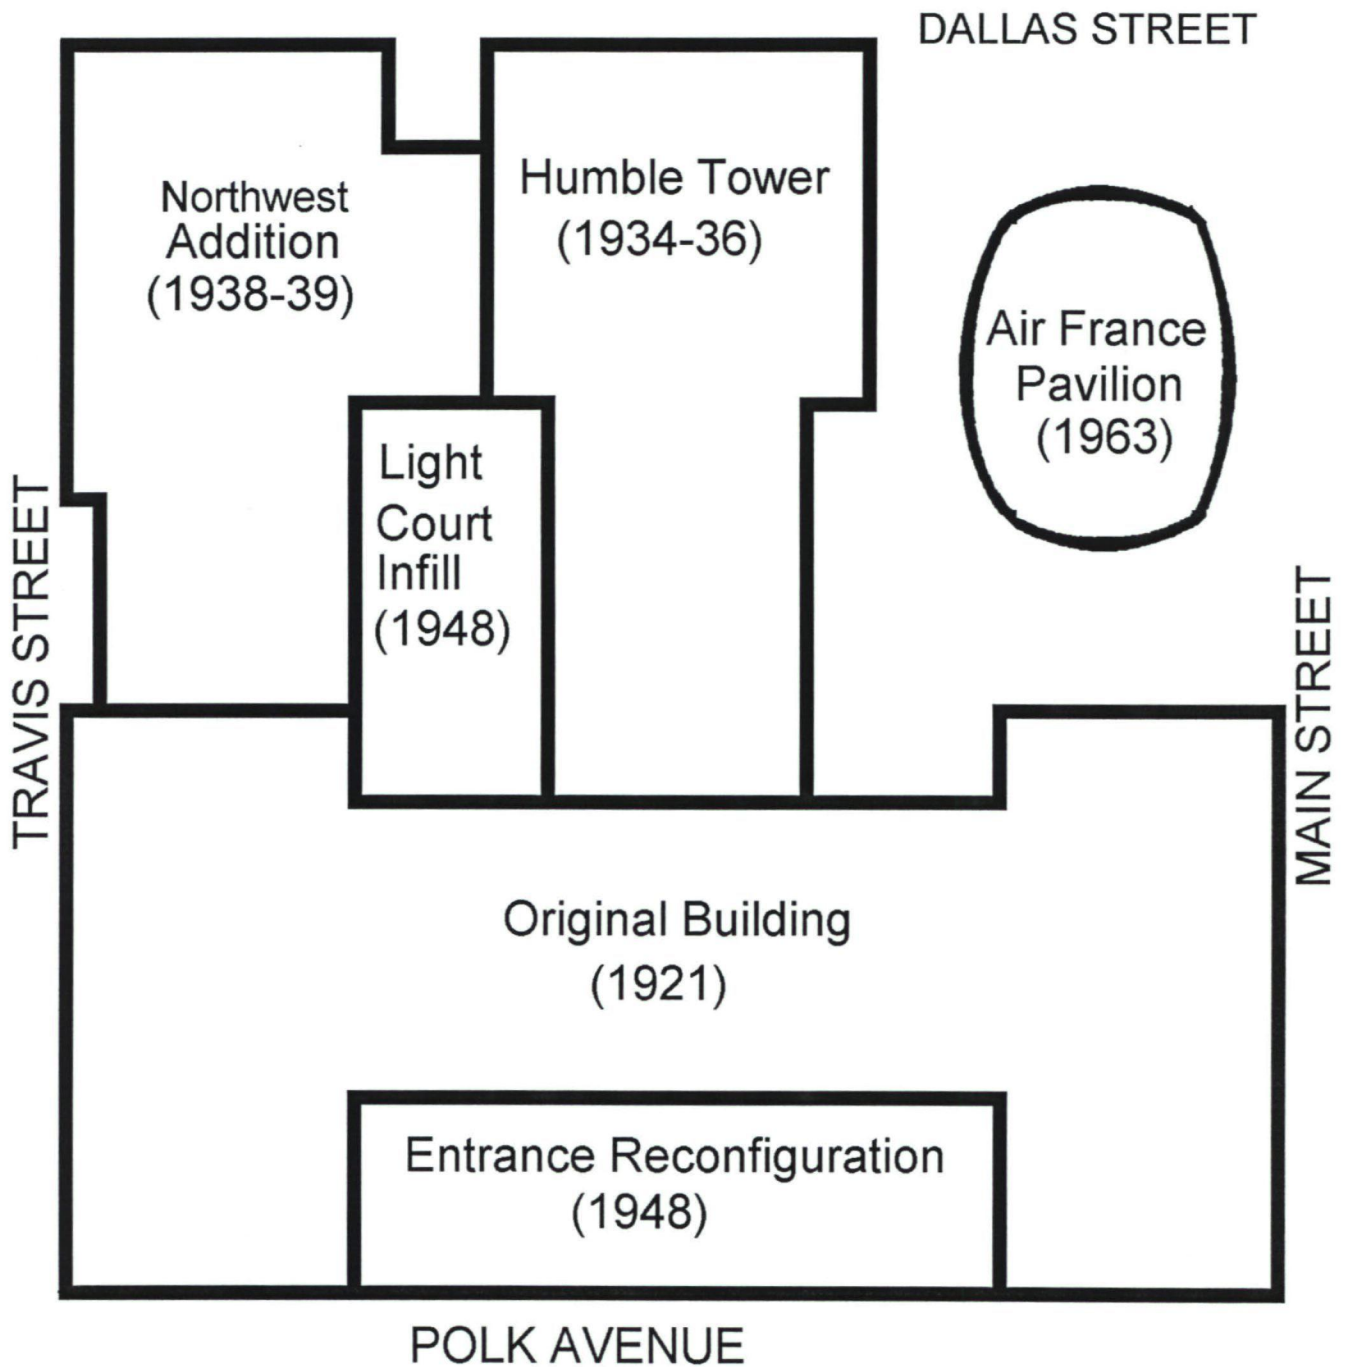 DALLAS STREET
Northwest
Addition
(1938-39)
Humble Tower
(1934-36)
Air France
Pavilion
(1963)
Light
Court
Infill
(1948)
TRAVIS STREET
MAIN STREET
Original Building
(1921)
Entrance Reconfiguration
(1948)
POLK AVENUE